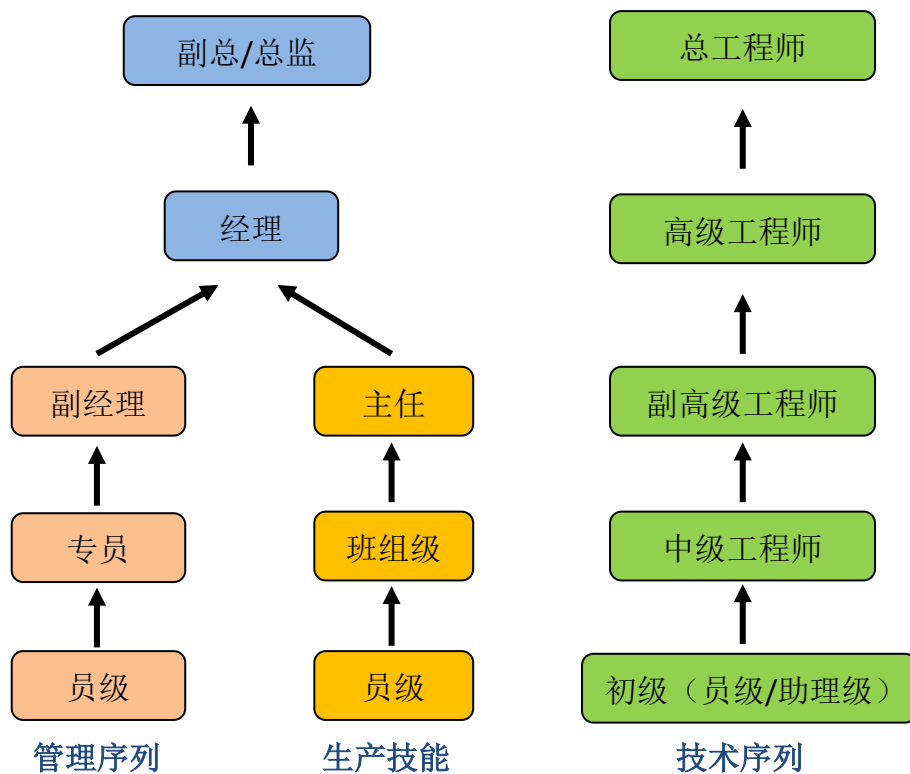 副总/总监
总工程师
经理
高级工程师
副经理
主任
副高级工程师
专员
班组级
中级工程师
员级
员级
初级（员级/助理级）
管理序列
生产技能
技术序列